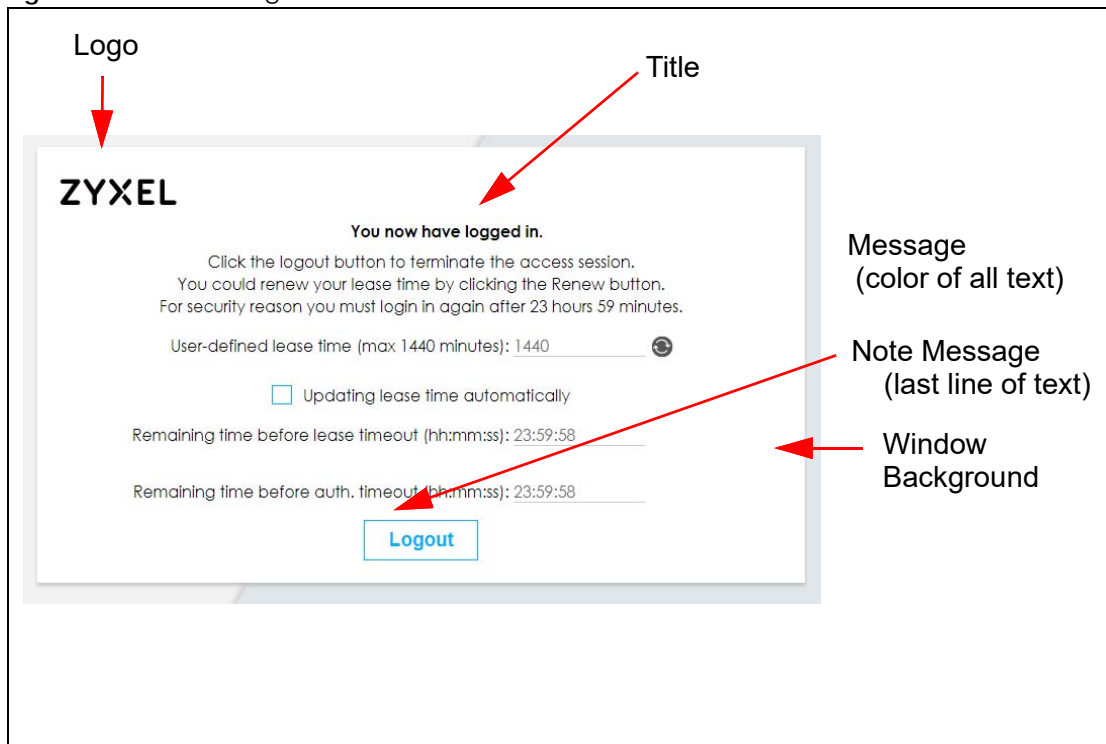 Logo
Title
ZYXEL
You now have logged in.
Click the logout button to terminate the access session.
You could renew your lease time by clicking the Renew button.
For security reason you must login in again after 23 hours 59 minutes.
User-defined lease time (max 1440 minutes): 1440
Updating lease time automatically
Remaining time before lease timeout (hh:mm:ss): 23:59:58
Remaining time before auth. timeout (hh:mm:ss): 23:59:58
Logout
Message
(color of all text)
Note Message
(last line of text)
Window
Background